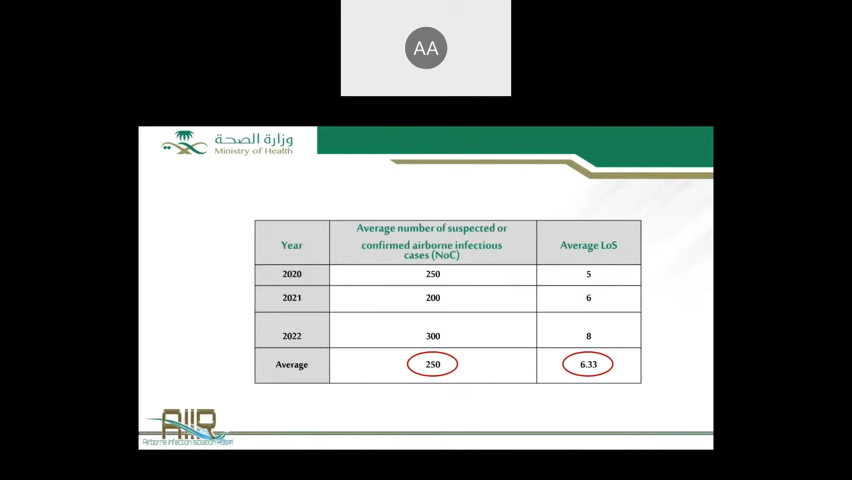 AA
وزارة الصحة
Ministry of Health
Year
Average number of suspected or
confirmed airborne infectious
cases (NoC)
Average LoS
2020 250 5
2021 200 6
2022 300 8
Average 250 6.33
AIIR
Airborne Infection Isolation Room